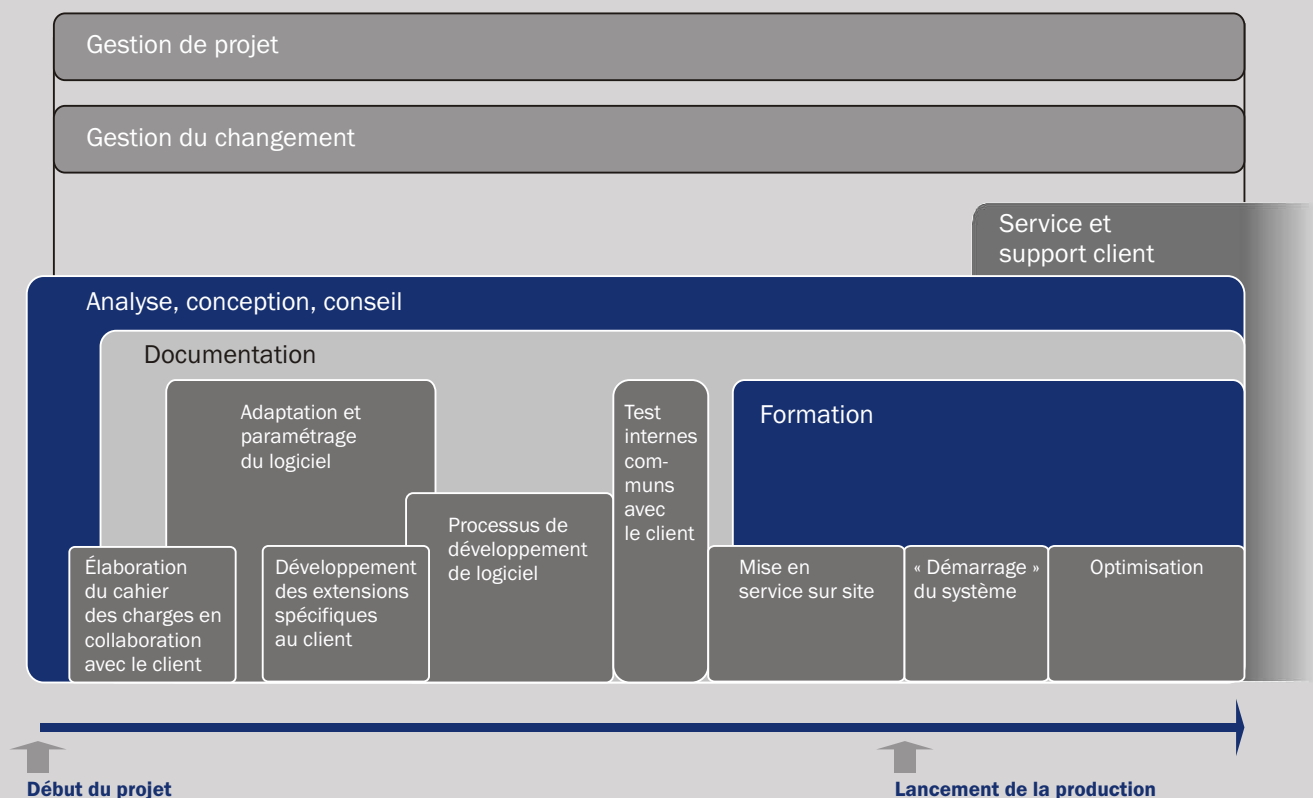 Gestion de projet
Gestion du changement
Service et
support client
Analyse, conception, conseil
Documentation
Adaptation et
paramétrage
du logiciel
Test
internes
com-
muns
avec
le client
Formation
Processus de
développement
de logiciel
Élaboration
du cahier
des charges en
collaboration
avec le client
Développement
des extensions
spécifiques
au client
Mise en
service sur site
« Démarrage »
du système
Optimisation
Début du projet
Lancement de la production